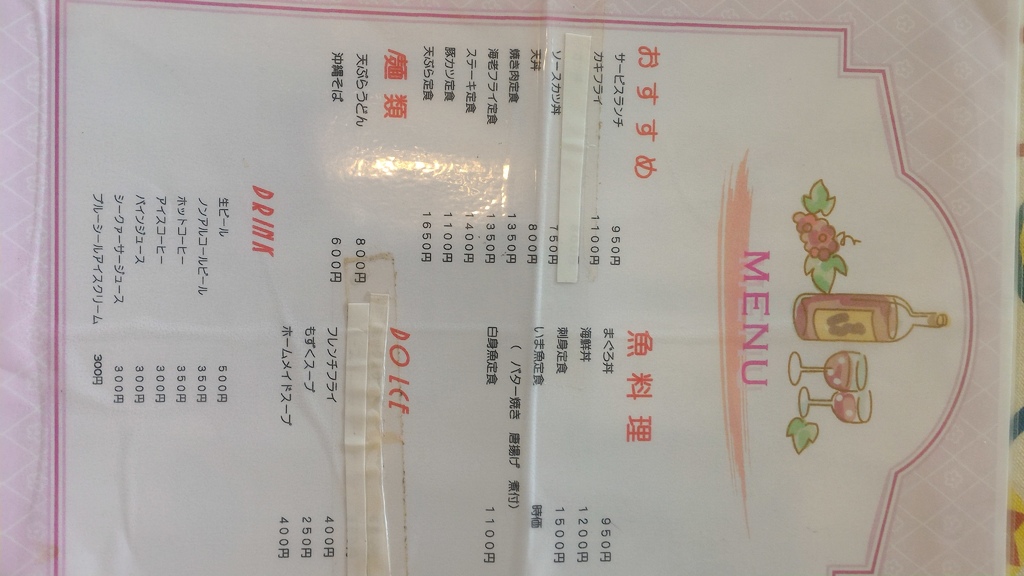 MENU
おすすめ
サービスランチ 950円
カキフライ 1100円
ソースカツ丼 750円
天丼 800円
焼き肉定食 1350円
海老フライ定食 1350円
ステーキ定食 1400円
豚カツ定食 1100円
天ぷら定食 1650円
麺類
天ぷらうどん 800円
沖縄そば 600円
魚料理
まぐろ丼 950円
海鮮丼 1200円
刺身定食 1500円
いま魚定食 時価
( バター焼き 唐揚げ 煮付)
白身魚定食 1100円
DOLCE
フレンチフライ 400円
もずくスープ 250円
ホームメイドスープ 400円
DRINK
生ビール 500円
ノンアルコールビール 350円
ホットコーヒー 350円
アイスコーヒー 300円
パインジュース 300円
シークァーサージュース 300円
ブルーシールアイスクリーム 300円